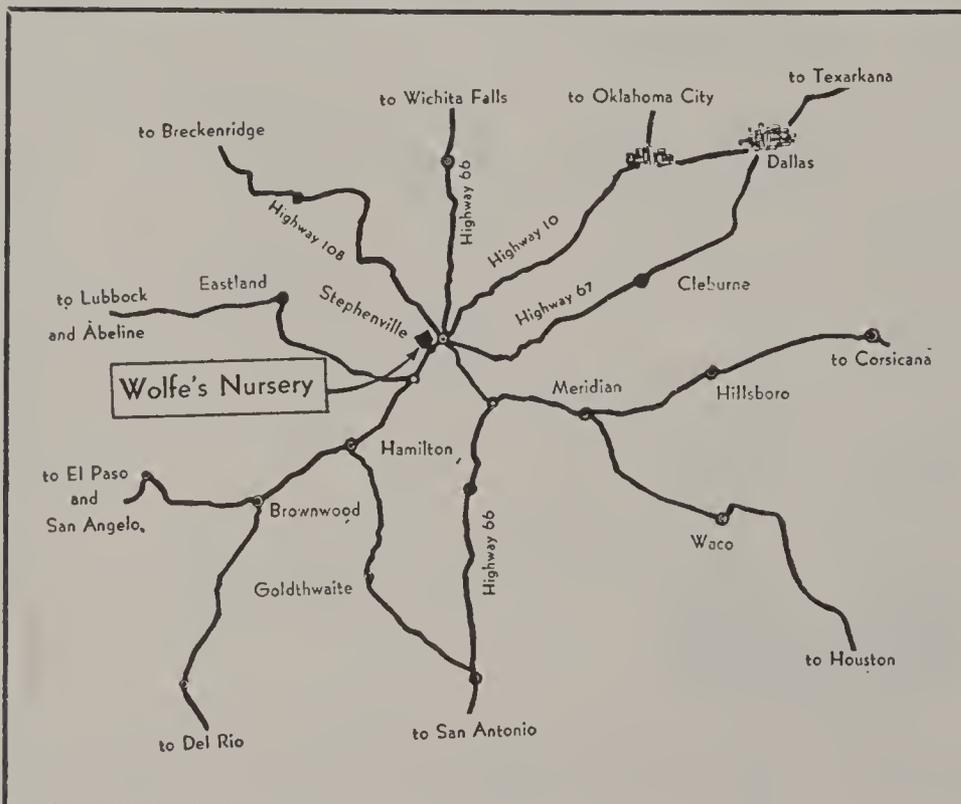 to Texarkana
to Wichita Falls
to Oklahoma City
to Breckenridge
Dallas
Highway 66
Highway 10
Highway 108
Eastland
Stephenville
Highway 67
Cleburne
to Lubbock
and Abeline
to Corsicana
Wolfe's Nursery
Meridian
Hillsboro
Hamilton
to El Paso
and
San Angelo.
Brownwood
Waco
Highway 66
Goldthwaite
to Houston
to San Antonio
to Del Rio